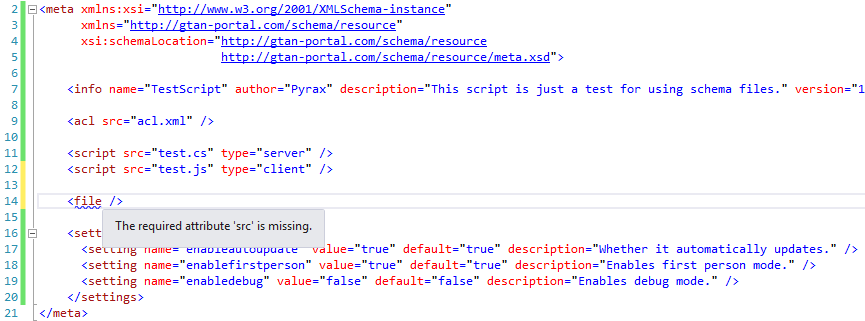 2 <meta xmlns:xsi="http://www.w3.org/2001/XMLSchema-instance"
3 xmlns="http://gtan-portal.com/schema/resource"
4 xsi:schemaLocation="http://gtan-portal.com/schema/resource
5 http://gtan-portal.com/schema/resource/meta.xsd">
6
7 <info name="TestScript" author="Pyrax" description="This script is just a test for using schema files." version="1
8
9 <acl src="acl.xml" />
10
11 <script src="test.cs" type="server" />
12 <script src="test.js" type="client" />
13
14 <file />
15 The required attribute 'src' is missing.
16 <sett
17 <setting name="enableautoupdate" value="true" default="true" description="Whether it automatically updates." />
18 <setting name="enablefirstperson" value="true" default="true" description="Enables first person mode." />
19 <setting name="enabledebug" value="false" default="false" description="Enables debug mode." />
20 </settings>
21 </meta>